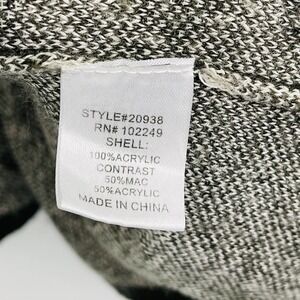 STYLE#20938
RN# 102249
SHELL:
100%ACRYLIC
CONTRAST
50%MAC
50%ACRYLIC
MADE IN CHINA